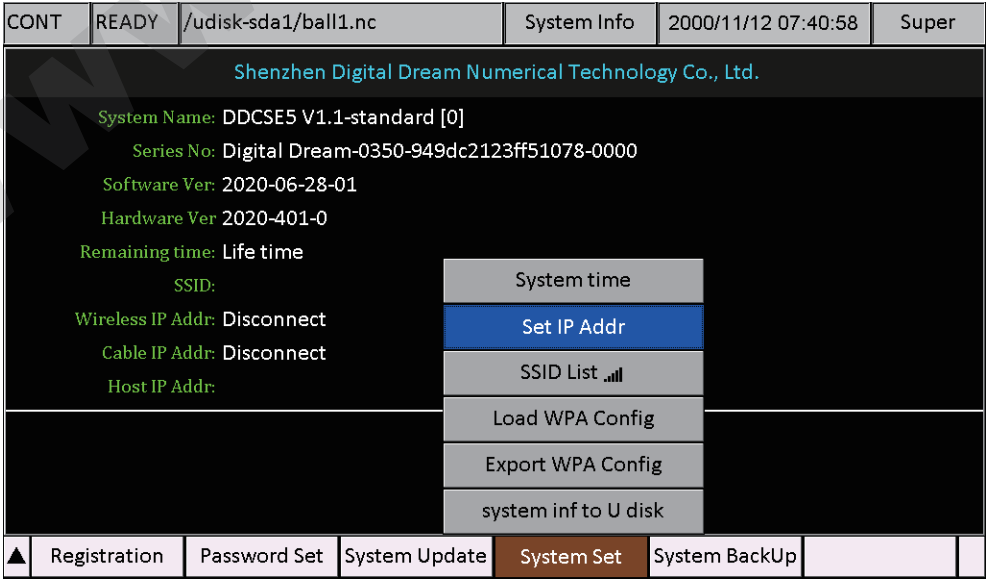 CONT READY /udisk-sda1/ball1.nc System Info 2000/11/12 07:40:58 Super
Shenzhen Digital Dream Numerical Technology Co., Ltd.
System Name: DDCSE5 V1.1-standard [0]
Series No: Digital Dream-0350-949dc2123ff51078-0000
Software Ver: 2020-06-28-01
Hardware Ver 2020-401-0
Remaining time: Life time
SSID:
Wireless IP Addr: Disconnect
Cable IP Addr: Disconnect
Host IP Addr:
System time
Set IP Addr
SSID List
Load WPA Config
Export WPA Config
system inf to U disk
▲ Registration Password Set System Update System Set System BackUp